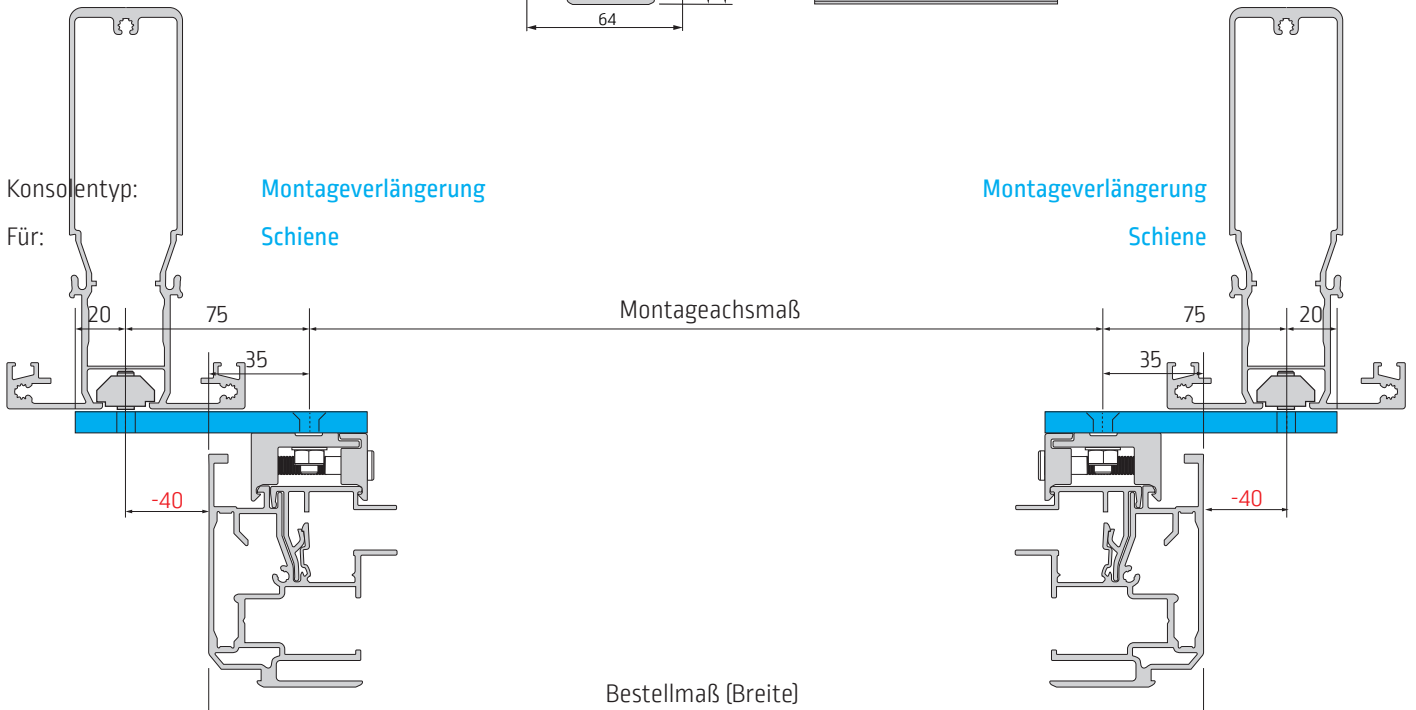 64
Konsolentyp: Montageverlängerung Montageverlängerung
Für: Schiene Schiene
20 75 Montageachsmaß 75 20
35 35
-40 -40
Bestellmaß (Breite)